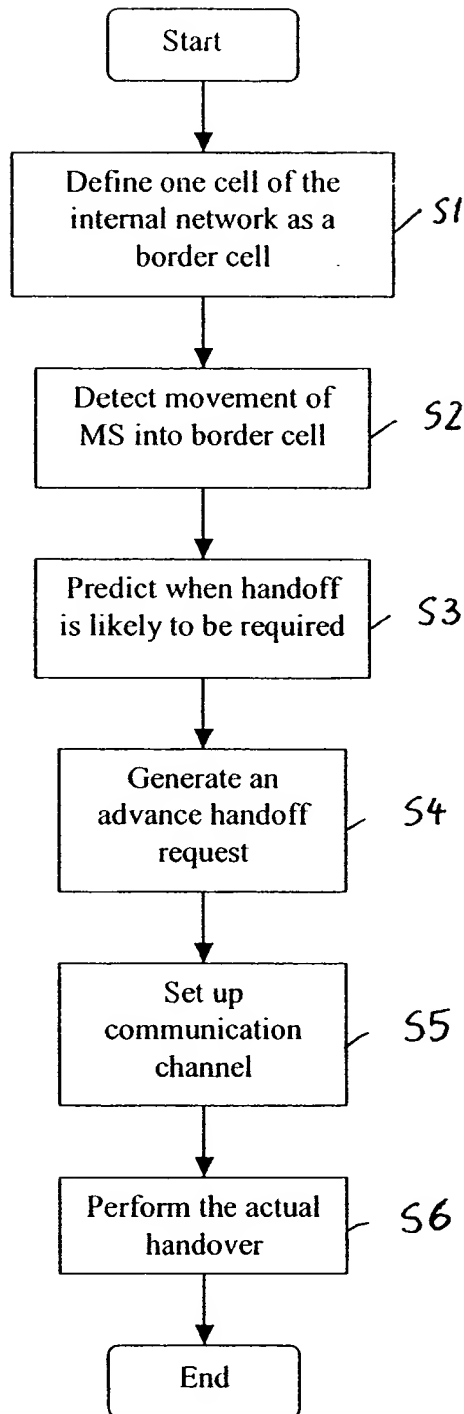 Start
Define one cell of the
internal network as a
border cell
S1
Detect movement of
MS into border cell
S2
Predict when handoff
is likely to be required
S3
Generate an
advance handoff
request
S4
Set up
communication
channel
S5
Perform the actual
handover
S6
End